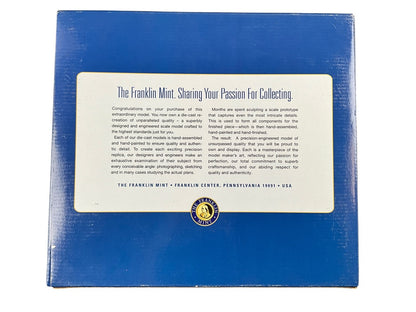 The Franklin Mint. Sharing Your Passion For Collecting.
Congratulations on your purchase of this
extraordinary model. You now own a die-cast re-
creation of unparalleled quality – a superbly
designed and engineered scale model crafted to
the highest standards just for you.
Each of our die-cast models is hand-assembled
and hand-painted to ensure quality and authen-
tic detail. To create each exciting precision
replica, our designers and engineers make an
exhaustive examination of their subject from
every conceivable angle: photographing, sketching
and in many cases studying the actual plans.
Months are spent sculpting a scale prototype
that captures even the most intricate details.
This is used to form all components for the
finished piece—which is then hand-assembled,
hand-painted and hand-finished.
The result: A precision-engineered model of
unsurpassed quality that you will be proud to
own and display. Each is a masterpiece of the
model maker's art, reflecting our passion for
perfection, our total commitment to superb
craftsmanship, and our abiding respect for
quality and authenticity.
THE FRANKLIN MINT • FRANKLIN CENTER, PENNSYLVANIA 19091 • USA
THE FRANKLIN
MINT